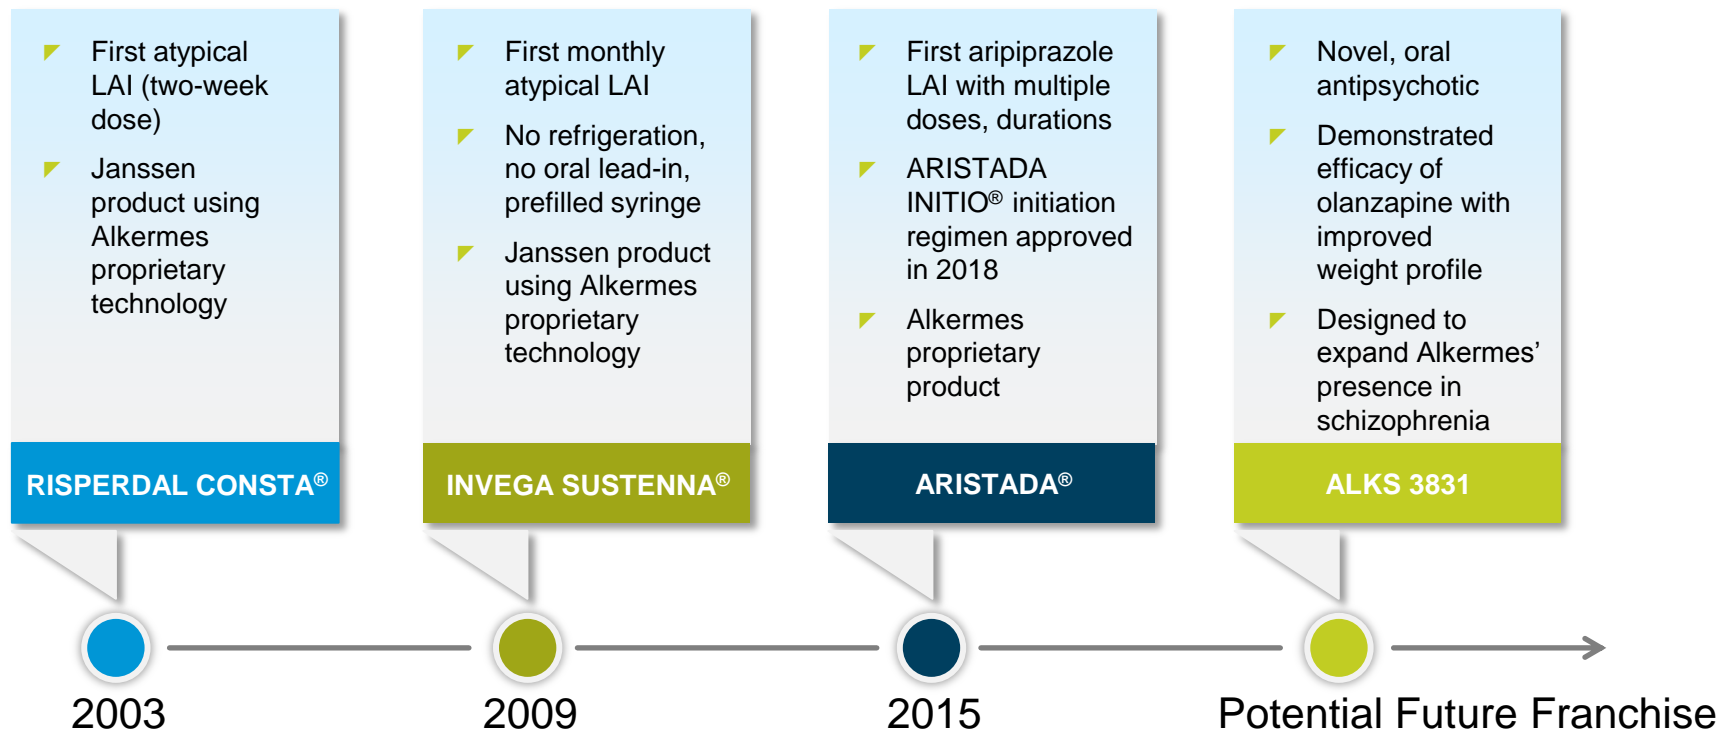 First atypical
LAI (two-week
dose)
Janssen
product using
Alkermes
proprietary
technology
RISPERDAL CONSTA®
2003
First monthly
atypical LAI
No refrigeration,
no oral lead-in,
prefilled syringe
Janssen product
using Alkermes
proprietary
technology
INVEGA SUSTENNA®
2009
First aripiprazole
LAI with multiple
doses, durations
ARISTADA
INITIO® initiation
regimen approved
in 2018
Alkermes
proprietary
product
ARISTADA®
2015
Novel, oral
antipsychotic
Demonstrated
efficacy of
olanzapine with
improved
weight profile
Designed to
expand Alkermes’
presence in
schizophrenia
ALKS 3831
Potential Future Franchise